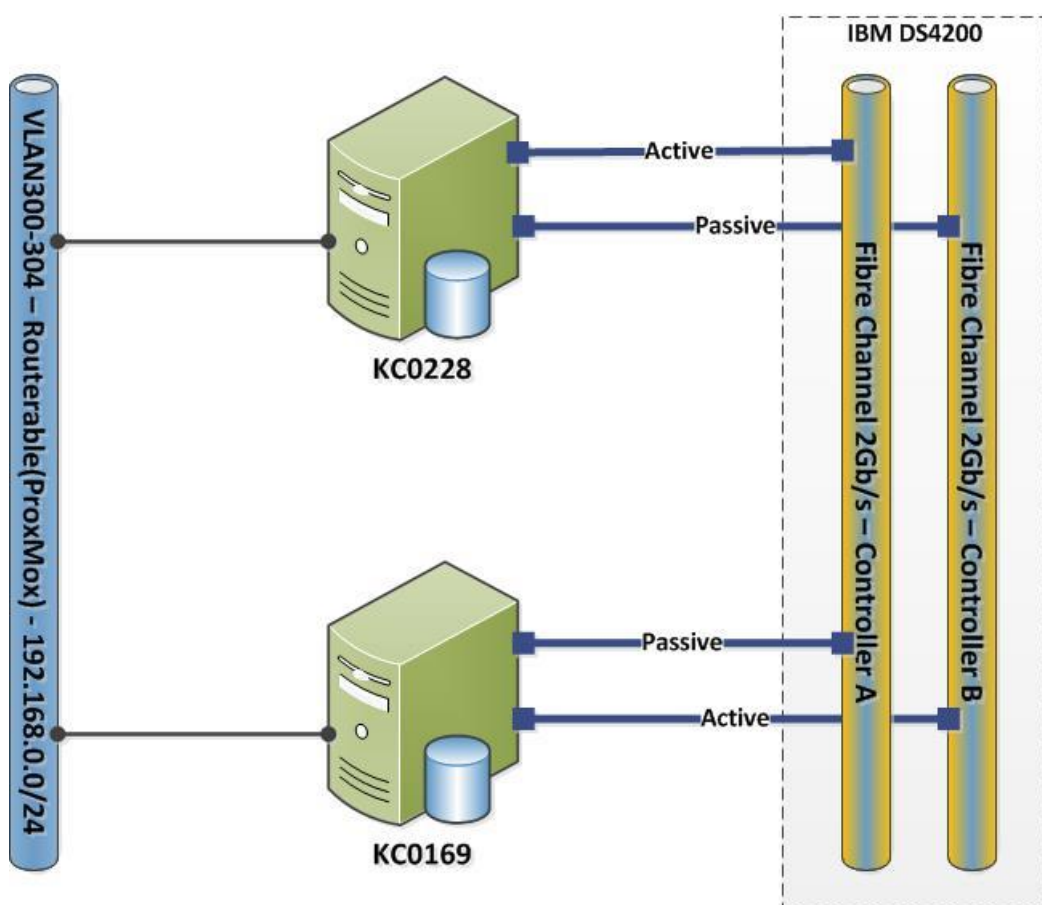 IBM DS4200
VLAN300-304 – Routerable(ProxMox) - 192.168.0.0/24
Active
Passive
KC0228
Fibre Channel 2Gb/s – Controller A
Fibre Channel 2Gb/s – Controller B
Passive
Active
KC0169